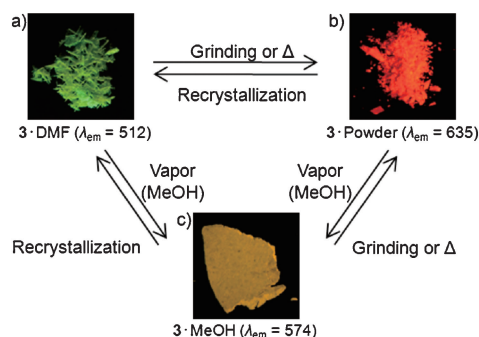 a)
b)
Grinding or Δ
Recrystallization
3·DMF (λem = 512)
3·Powder (λem = 635)
Vapor
(MeOH)
Vapor
(MeOH)
c)
Recrystallization
Grinding or Δ
3·MeOH (λem = 574)